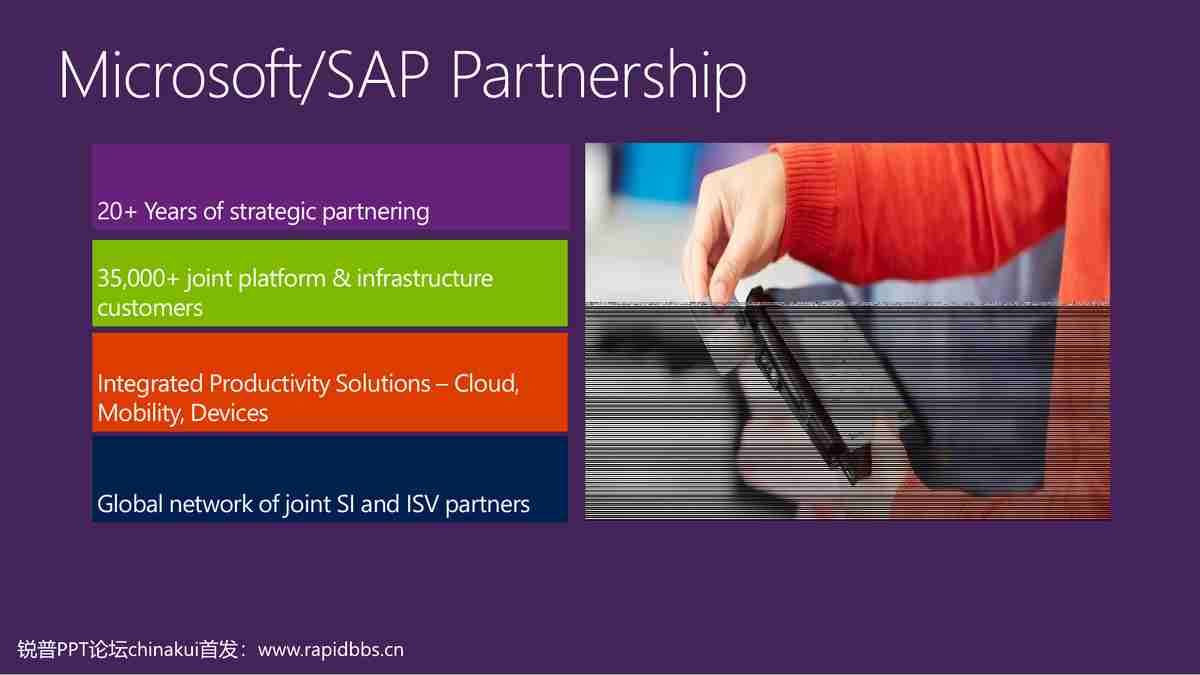 Microsoft/SAP Partnership
20+ Years of strategic partnering
35,000+ joint platform & infrastructure
customers
Integrated Productivity Solutions – Cloud,
Mobility, Devices
Global network of joint SI and ISV partners
锐普PPT论坛chinakui首发：www.rapidbbs.cn